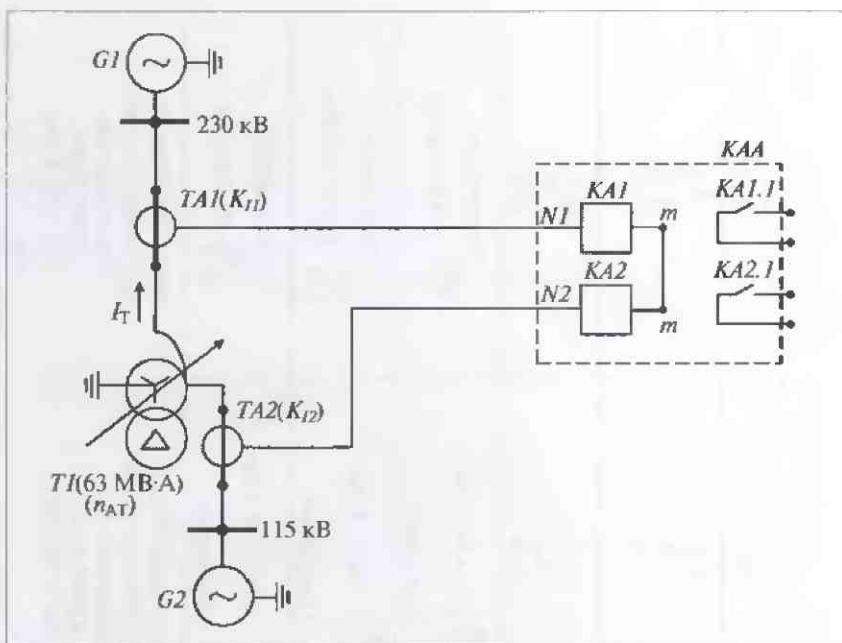 G1
230 кВ
TA1(K_I1)
I_T
TA2(K_I2)
T1(63 МВ·А)
(n_AT)
115 кВ
G2
KAA
N1
KA1
m
KA1.1
N2
KA2
m
KA2.1